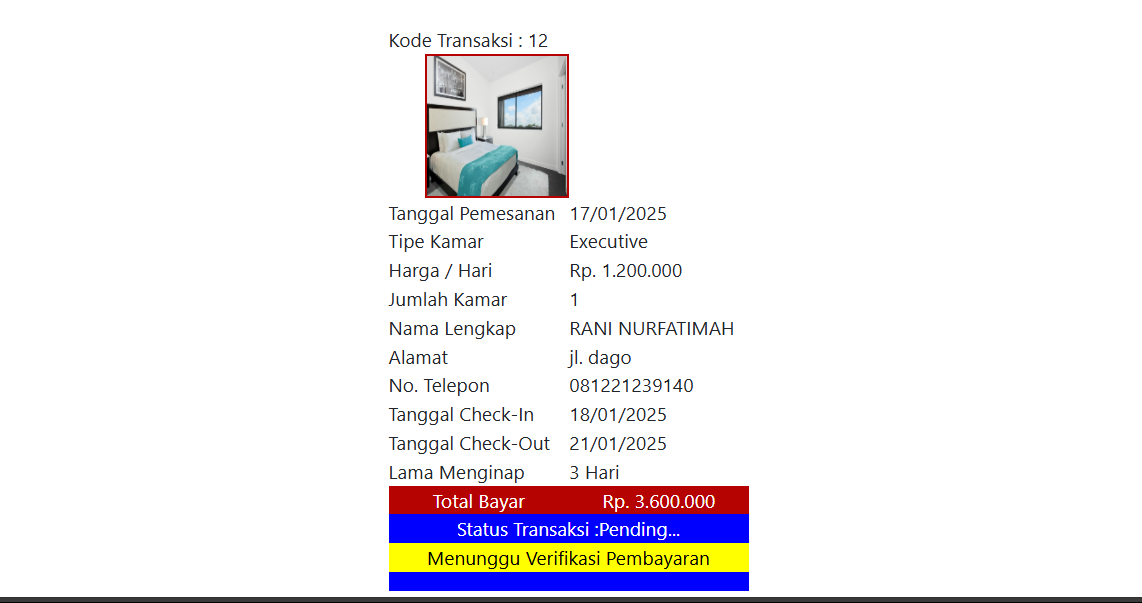 Kode Transaksi : 12
Tanggal Pemesanan 17/01/2025
Tipe Kamar Executive
Harga / Hari Rp. 1.200.000
Jumlah Kamar 1
Nama Lengkap RANI NURFATIMAH
Alamat jl. dago
No. Telepon 081221239140
Tanggal Check-In 18/01/2025
Tanggal Check-Out 21/01/2025
Lama Menginap 3 Hari
Total Bayar Rp. 3.600.000
Status Transaksi :Pending...
Menunggu Verifikasi Pembayaran